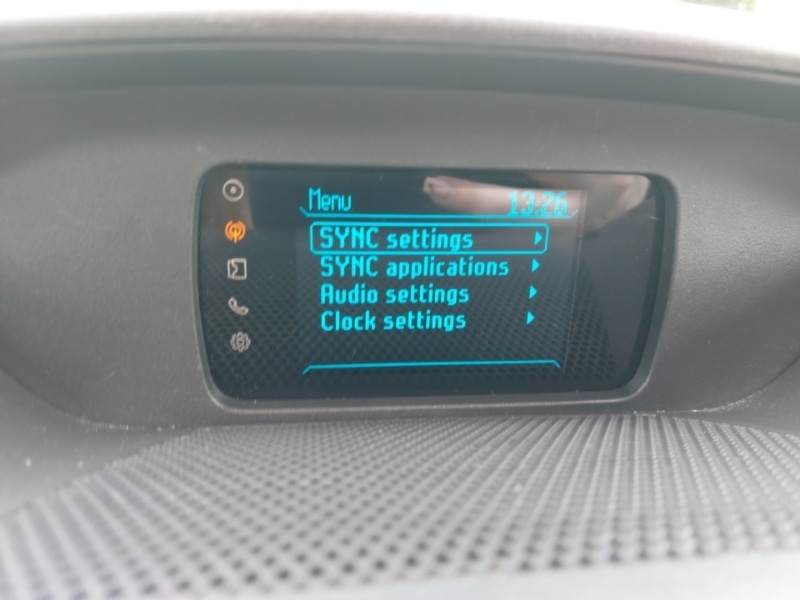 Menu 13:26
SYNC settings
SYNC applications
Audio settings
Clock settings